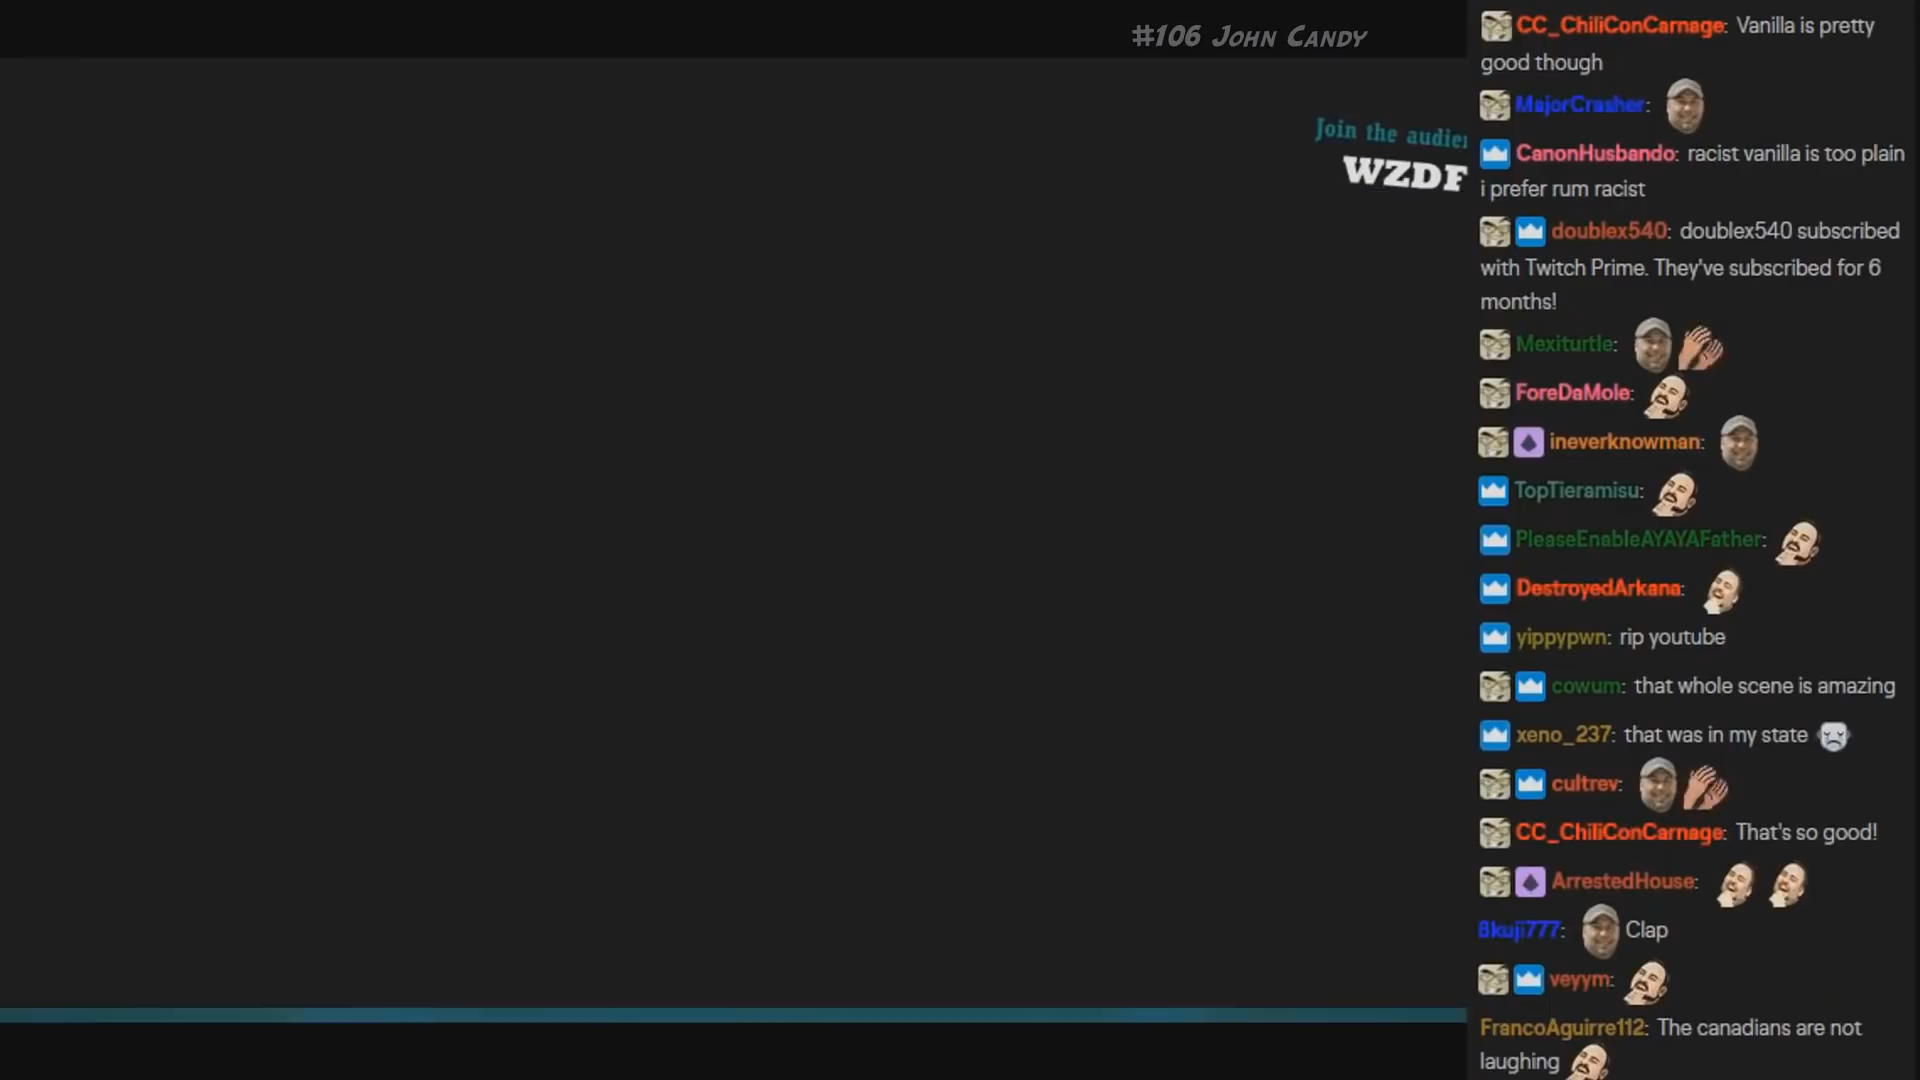 #106 John Candy
Join the audie
WZDF
CC_ChiliConCarnage: Vanilla is pretty
good though
MajorCrasher:
CanonHusbando: racist vanilla is too plain
i prefer rum racist
doublex540: doublex540 subscribed
with Twitch Prime. They've subscribed for 6
months!
Mexiturtle:
ForeDaMole:
ineverknowman:
TopTieramisu:
PleaseEnableAYAYAFather:
DestroyedArkana:
yippypwn: rip youtube
cowum: that whole scene is amazing
xeno_237: that was in my state
cultrev:
CC_ChiliConCarnage: That's so good!
ArrestedHouse:
8kuji777: Clap
veyym:
FrancoAguirre112: The canadians are not
laughing